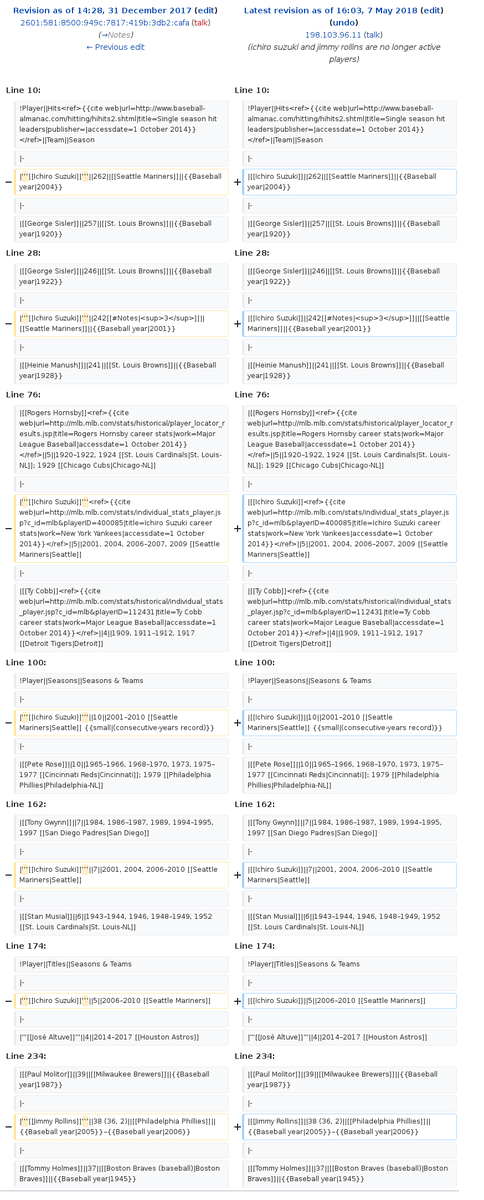 Revision as of 14:28, 31 December 2017 (edit)
2601:581:8500:949c:7817:419b:3db2:cafa (talk)
(→Notes)
← Previous edit
Latest revision as of 16:03, 7 May 2018 (edit)
(undo)
198.103.96.11 (talk)
(ichiro suzuki and jimmy rollins are no longer active
players)
Line 10:
Line 10:
!Player||Hits<ref>{{cite web|url=http://www.baseball-
almanac.com/hitting/hihits2.shtml|title=Single season hit
leaders|publisher=|accessdate=1 October 2014}}
</ref>||Team||Season
!Player||Hits<ref>{{cite web|url=http://www.baseball-
almanac.com/hitting/hihits2.shtml|title=Single season hit
leaders|publisher=|accessdate=1 October 2014}}
</ref>||Team||Season
|-
|-
− |'''[[Ichiro Suzuki]]'''||262||[[Seattle Mariners]]||{{Baseball
year|2004}}
+ |[[Ichiro Suzuki]]||262||[[Seattle Mariners]]||{{Baseball
year|2004}}
|-
|-
|[[George Sisler]]||257||[[St. Louis Browns]]||{{Baseball
year|1920}}
|[[George Sisler]]||257||[[St. Louis Browns]]||{{Baseball
year|1920}}
Line 28:
Line 28:
|[[George Sisler]]||246||[[St. Louis Browns]]||{{Baseball
year|1922}}
|[[George Sisler]]||246||[[St. Louis Browns]]||{{Baseball
year|1922}}
|-
|-
− |'''[[Ichiro Suzuki]]'''||242[[#Notes|<sup>3</sup>]]||
[[Seattle Mariners]]||{{Baseball year|2001}}
+ |[[Ichiro Suzuki]]||242[[#Notes|<sup>3</sup>]]||[[Seattle
Mariners]]||{{Baseball year|2001}}
|-
|-
|[[Heinie Manush]]||241||[[St. Louis Browns]]||{{Baseball
year|1928}}
|[[Heinie Manush]]||241||[[St. Louis Browns]]||{{Baseball
year|1928}}
Line 76:
Line 76:
|[[Rogers Hornsby]]<ref>{{cite
web|url=http://mlb.mlb.com/stats/historical/player_locator_r
esults.jsp|title=Rogers Hornsby career stats|work=Major
League Baseball|accessdate=1 October 2014}}
</ref>||5||1920–1922, 1924 [[St. Louis Cardinals|St. Louis-
NL]]; 1929 [[Chicago Cubs|Chicago-NL]]
|[[Rogers Hornsby]]<ref>{{cite
web|url=http://mlb.mlb.com/stats/historical/player_locator_r
esults.jsp|title=Rogers Hornsby career stats|work=Major
League Baseball|accessdate=1 October 2014}}
</ref>||5||1920–1922, 1924 [[St. Louis Cardinals|St. Louis-
NL]]; 1929 [[Chicago Cubs|Chicago-NL]]
|-
|-
− |'''[[Ichiro Suzuki]]'''<ref>{{cite
web|url=http://mlb.mlb.com/stats/individual_stats_player.js
p?c_id=mlb&playerID=400085|title=Ichiro Suzuki career
stats|work=New York Yankees|accessdate=1 October
2014}}</ref>||5||2001, 2004, 2006–2007, 2009 [[Seattle
Mariners|Seattle]]
+ |[[Ichiro Suzuki]]<ref>{{cite
web|url=http://mlb.mlb.com/stats/individual_stats_player.js
p?c_id=mlb&playerID=400085|title=Ichiro Suzuki career
stats|work=New York Yankees|accessdate=1 October
2014}}</ref>||5||2001, 2004, 2006–2007, 2009 [[Seattle
Mariners|Seattle]]
|-
|-
|[[Ty Cobb]]<ref>{{cite
web|url=http://mlb.mlb.com/stats/historical/individual_stats
_player.jsp?c_id=mlb&playerID=112431|title=Ty Cobb
career stats|work=Major League Baseball|accessdate=1
October 2014}}</ref>||4||1909, 1911–1912, 1917
[[Detroit Tigers|Detroit]]
|[[Ty Cobb]]<ref>{{cite
web|url=http://mlb.mlb.com/stats/historical/individual_stats
_player.jsp?c_id=mlb&playerID=112431|title=Ty Cobb
career stats|work=Major League Baseball|accessdate=1
October 2014}}</ref>||4||1909, 1911–1912, 1917
[[Detroit Tigers|Detroit]]
Line 100:
Line 100:
!Player||Seasons||Seasons & Teams
!Player||Seasons||Seasons & Teams
|-
|-
− |'''[[Ichiro Suzuki]]'''||10||2001–2010 [[Seattle
Mariners|Seattle]] {{small|(consecutive-years record)}}
+ |[[Ichiro Suzuki]]||10||2001–2010 [[Seattle
Mariners|Seattle]] {{small|(consecutive-years record)}}
|-
|-
|[[Pete Rose]]||10||1965–1966, 1968–1970, 1973, 1975–
1977 [[Cincinnati Reds|Cincinnati]]; 1979 [[Philadelphia
Phillies|Philadelphia-NL]]
|[[Pete Rose]]||10||1965–1966, 1968–1970, 1973, 1975–
1977 [[Cincinnati Reds|Cincinnati]]; 1979 [[Philadelphia
Phillies|Philadelphia-NL]]
Line 162:
Line 162:
|[[Tony Gwynn]]||7||1984, 1986–1987, 1989, 1994–1995,
1997 [[San Diego Padres|San Diego]]
|[[Tony Gwynn]]||7||1984, 1986–1987, 1989, 1994–1995,
1997 [[San Diego Padres|San Diego]]
|-
|-
− |'''[[Ichiro Suzuki]]'''||7||2001, 2004, 2006–2010 [[Seattle
Mariners|Seattle]]
+ |[[Ichiro Suzuki]]||7||2001, 2004, 2006–2010 [[Seattle
Mariners|Seattle]]
|-
|-
|[[Stan Musial]]||6||1943–1944, 1946, 1948–1949, 1952
[[St. Louis Cardinals|St. Louis-NL]]
|[[Stan Musial]]||6||1943–1944, 1946, 1948–1949, 1952
[[St. Louis Cardinals|St. Louis-NL]]
Line 174:
Line 174:
!Player||Titles||Seasons & Teams
!Player||Titles||Seasons & Teams
|-
|-
− |'''[[Ichiro Suzuki]]'''||5||2006–2010 [[Seattle Mariners]]
+ |[[Ichiro Suzuki]]||5||2006–2010 [[Seattle Mariners]]
|-
|-
|'''[[José Altuve]]'''||4||2014–2017 [[Houston Astros]]
|'''[[José Altuve]]'''||4||2014–2017 [[Houston Astros]]
Line 234:
Line 234:
|[[Paul Molitor]]||39||[[Milwaukee Brewers]]||{{Baseball
year|1987}}
|[[Paul Molitor]]||39||[[Milwaukee Brewers]]||{{Baseball
year|1987}}
|-
|-
− |'''[[Jimmy Rollins]]'''||38 (36, 2)||[[Philadelphia Phillies]]||
{{Baseball year|2005}}–{{Baseball year|2006}}
+ |[[Jimmy Rollins]]||38 (36, 2)||[[Philadelphia Phillies]]||
{{Baseball year|2005}}–{{Baseball year|2006}}
|-
|-
|[[Tommy Holmes]]||37||[[Boston Braves (baseball)|Boston
Braves]]||{{Baseball year|1945}}
|[[Tommy Holmes]]||37||[[Boston Braves (baseball)|Boston
Braves]]||{{Baseball year|1945}}